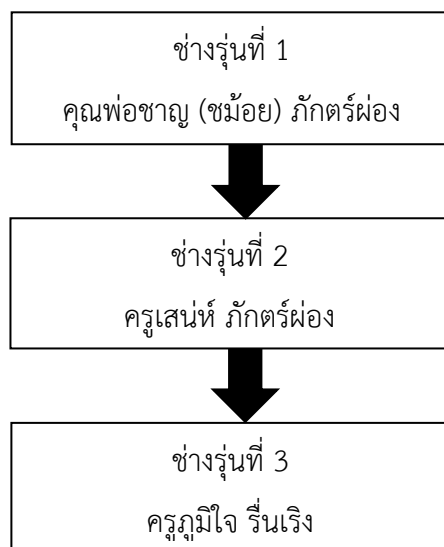 ช่างรุ่นที่ 1
คุณพ่อชาญ (ชม้อย) ภักตร์ผ่อง
ช่างรุ่นที่ 2
ครูเสน่ห์ ภักตร์ผ่อง
ช่างรุ่นที่ 3
ครูภูมิใจ รื่นเริง